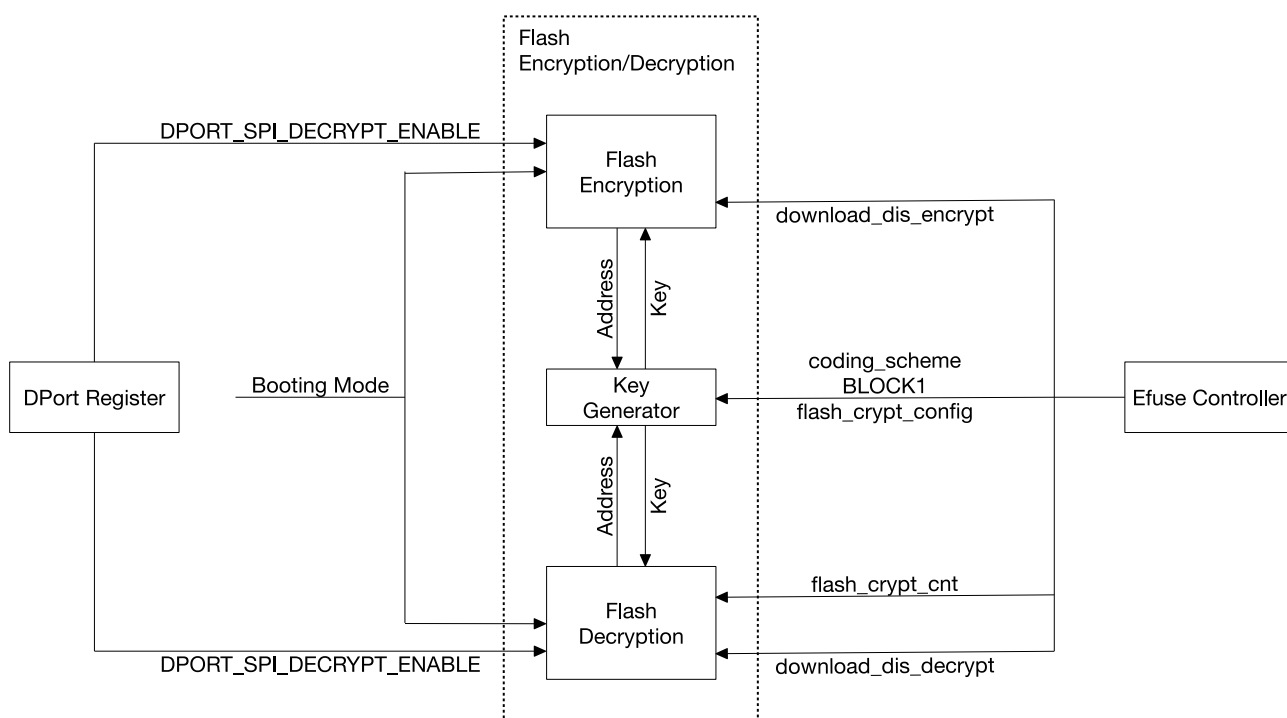 Flash
Encryption/Decryption
DPORT_SPI_DECRYPT_ENABLE
Flash
Encryption
download_dis_encrypt
Address
Key
DPort Register
Booting Mode
Key
Generator
coding_scheme
BLOCK1
flash_crypt_config
Efuse Controller
Address
Key
Flash
Decryption
flash_crypt_cnt
DPORT_SPI_DECRYPT_ENABLE
download_dis_decrypt